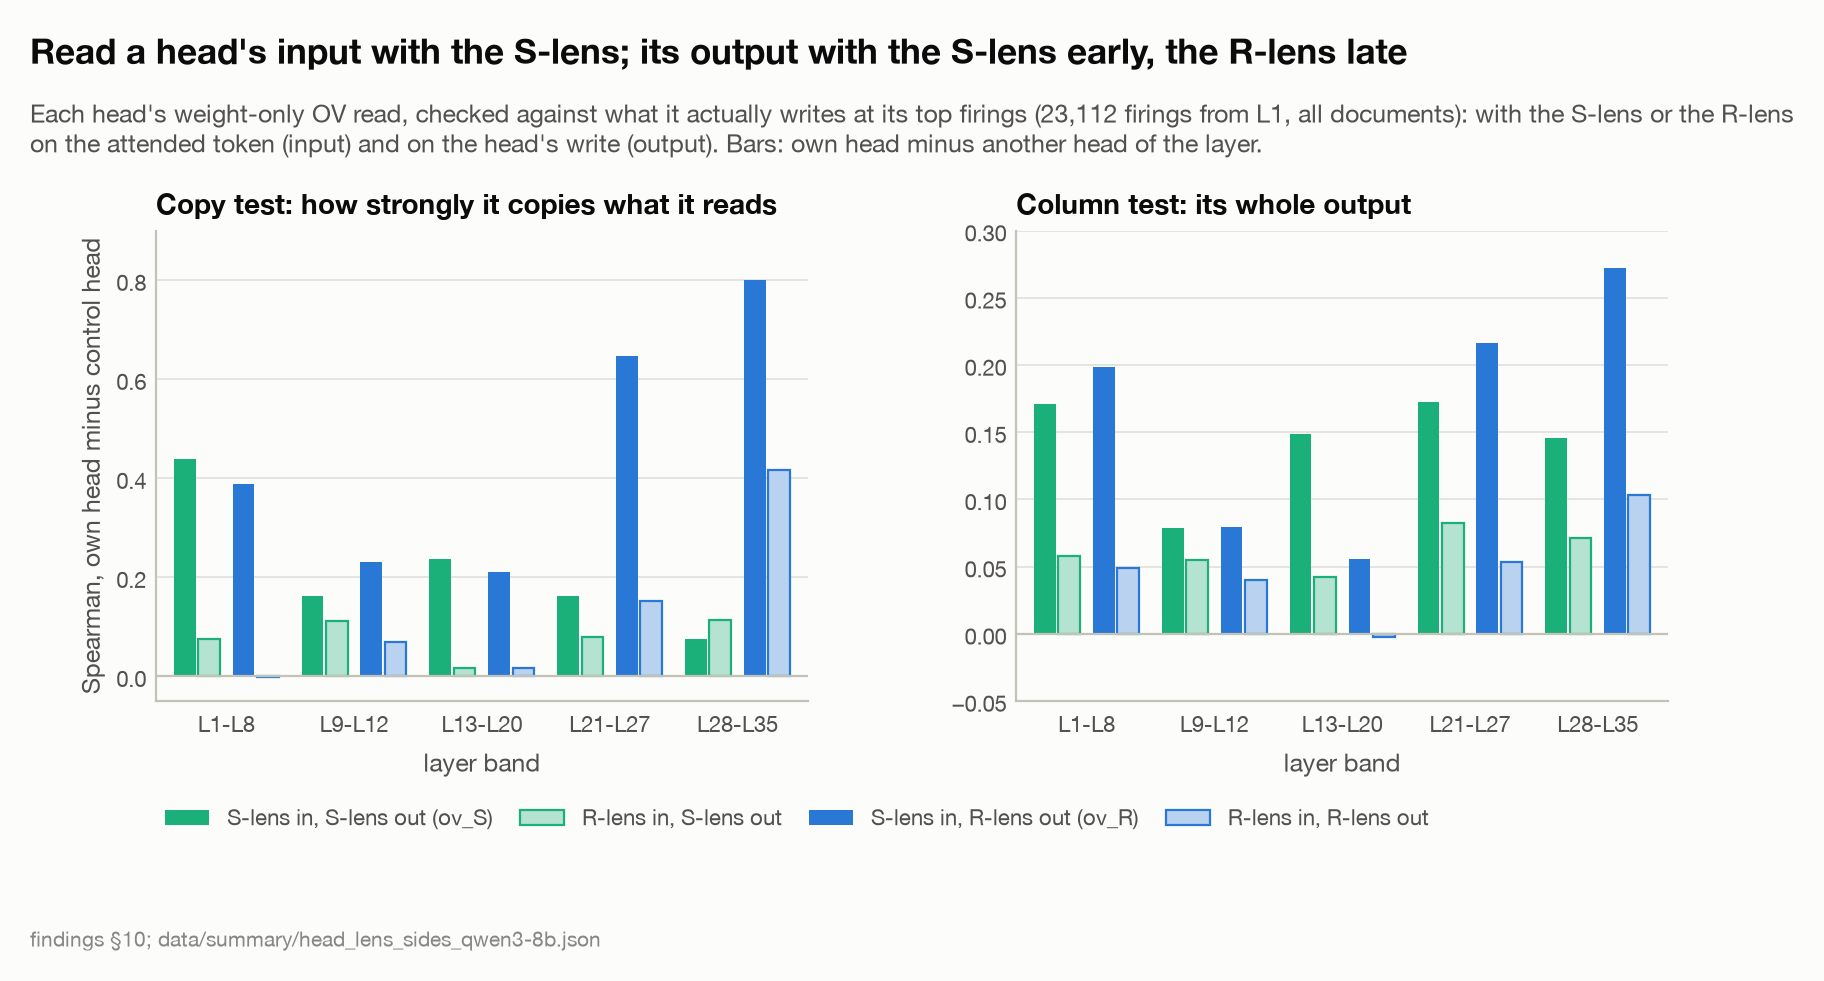 Read a head's input with the S-lens; its output with the S-lens early, the R-lens late
Each head's weight-only OV read, checked against what it actually writes at its top firings (23,112 firings from L1, all documents): with the S-lens or the R-lens
on the attended token (input) and on the head's write (output). Bars: own head minus another head of the layer.
Copy test: how strongly it copies what it reads
Spearman, own head minus control head
0.8
0.6
0.4
0.2
0.0
L1-L8 L9-L12 L13-L20 L21-L27 L28-L35
layer band
Column test: its whole output
0.30
0.25
0.20
0.15
0.10
0.05
0.00
−0.05
L1-L8 L9-L12 L13-L20 L21-L27 L28-L35
layer band
S-lens in, S-lens out (ov_S) R-lens in, S-lens out S-lens in, R-lens out (ov_R) R-lens in, R-lens out
findings §10; data/summary/head_lens_sides_qwen3-8b.json